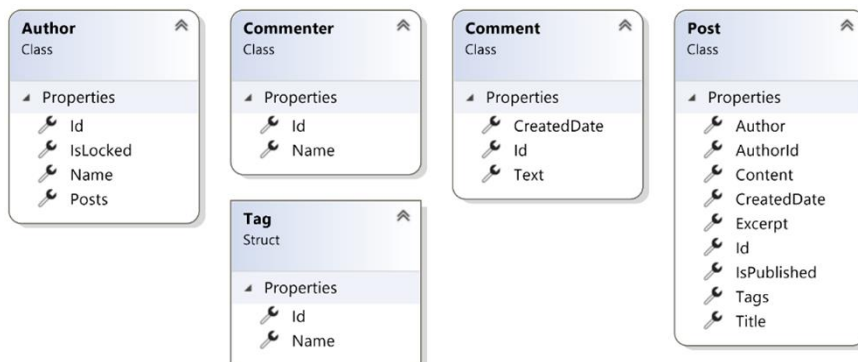 Author
Class
Properties
Id
IsLocked
Name
Posts
Commenter
Class
Properties
Id
Name
Tag
Struct
Properties
Id
Name
Comment
Class
Properties
CreatedDate
Id
Text
Post
Class
Properties
Author
AuthorId
Content
CreatedDate
Excerpt
Id
IsPublished
Tags
Title